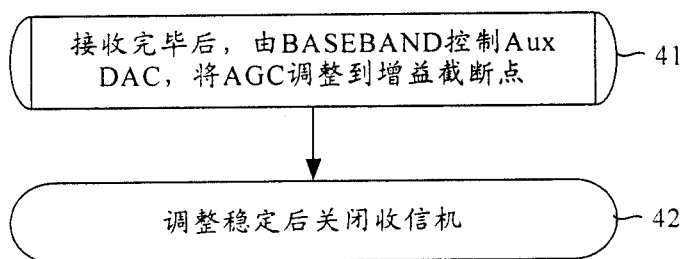 接收完毕后，由BASEBAND控制Aux
DAC，将AGC调整到增益截断点
41
调整稳定后关闭收信机
42